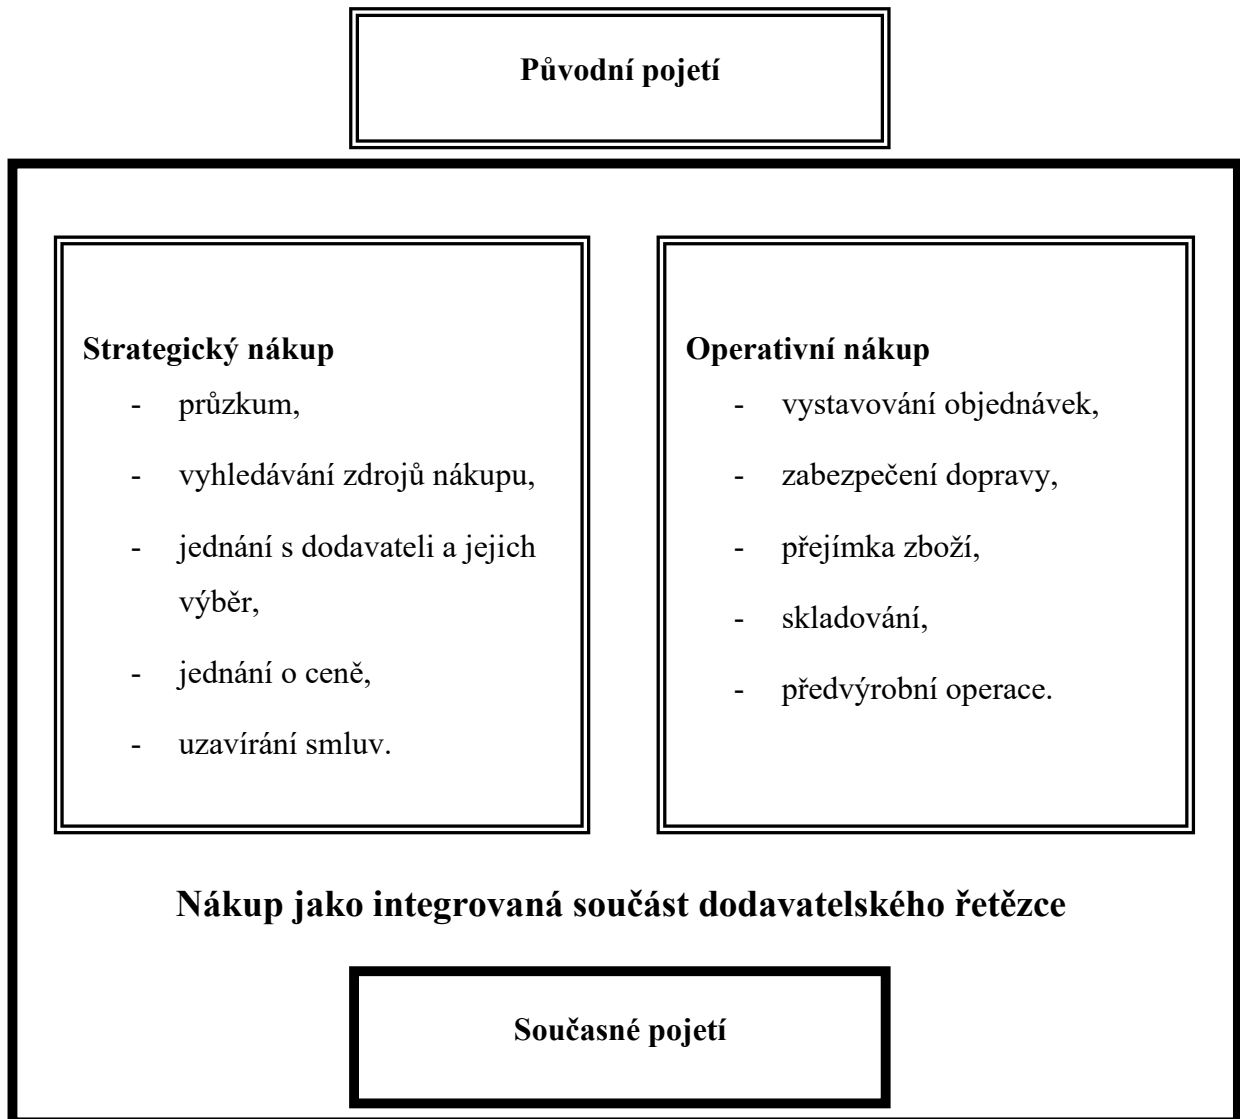 Původní pojetí
Strategický nákup
- průzkum,
- vyhledávání zdrojů nákupu,
- jednání s dodavateli a jejich
výběr,
- jednání o ceně,
- uzavírání smluv.
Operativní nákup
- vystavování objednávek,
- zabezpečení dopravy,
- přejímka zboží,
- skladování,
- předvýrobní operace.
Nákup jako integrovaná součást dodavatelského řetězce
Současné pojetí